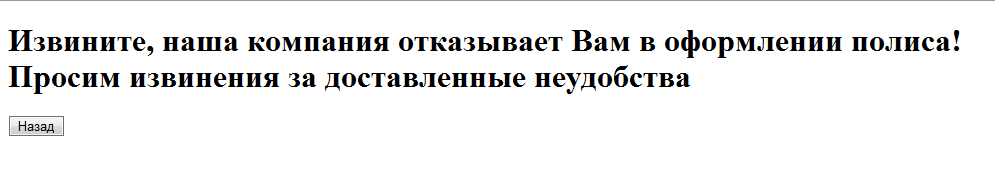 Извините, наша компания отказывает Вам в оформлении полиса!
Просим извинения за доставленные неудобства
Назад